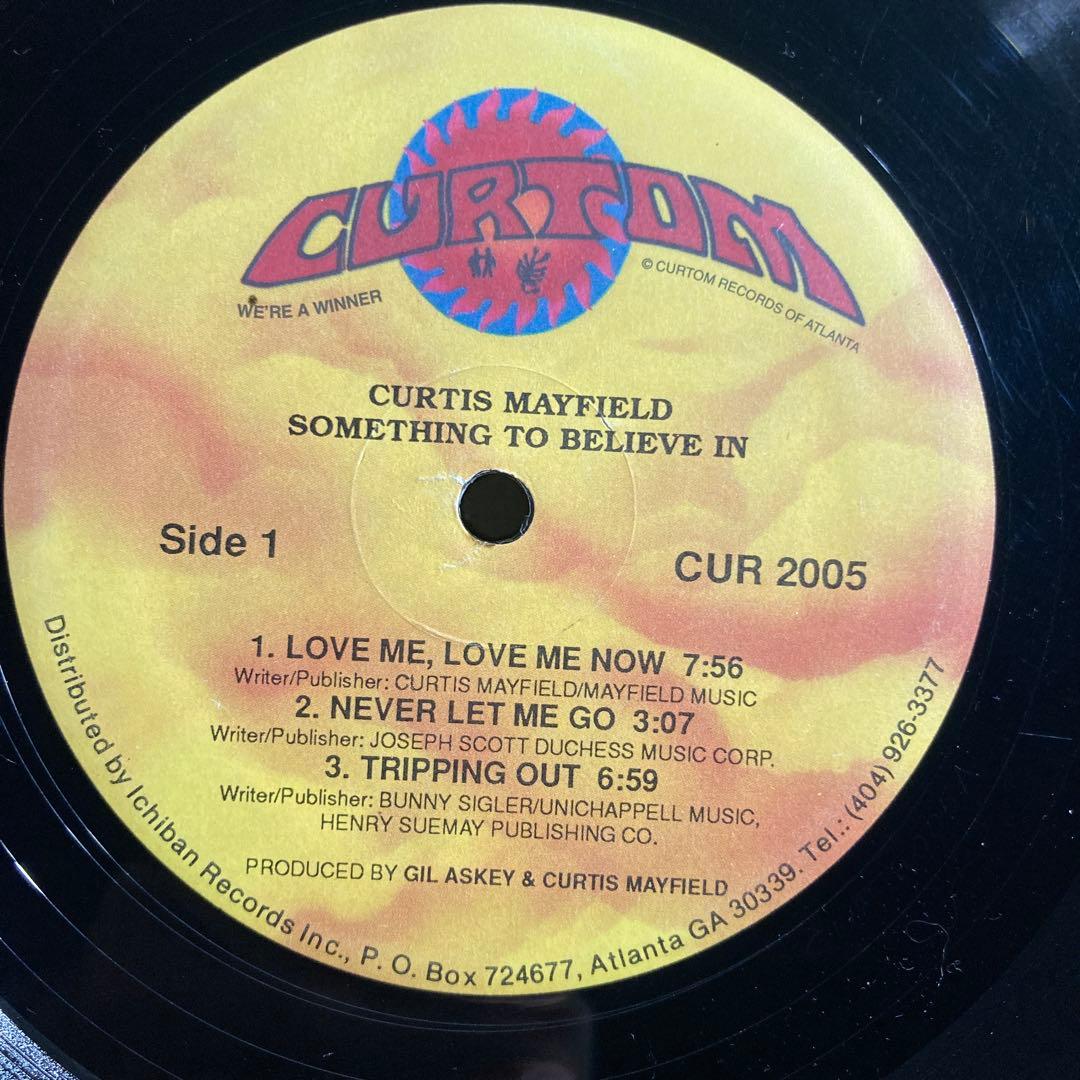 CURTOM
WE'RE A WINNER
© CURTOM RECORDS OF ATLANTA
CURTIS MAYFIELD
SOMETHING TO BELIEVE IN
Side 1
CUR 2005
1. LOVE ME, LOVE ME NOW 7:56
Writer/Publisher: CURTIS MAYFIELD/MAYFIELD MUSIC
2. NEVER LET ME GO 3:07
Writer/Publisher: JOSEPH SCOTT DUCHESS MUSIC CORP.
3. TRIPPING OUT 6:59
Writer/Publisher: BUNNY SIGLER/UNICHAPPELL MUSIC,
HENRY SUEMAY PUBLISHING CO.
PRODUCED BY GIL ASKEY & CURTIS MAYFIELD
Distributed by Ichiban Records Inc., P. O. Box 724677, Atlanta GA 30339. Tel.: (404) 926-3377